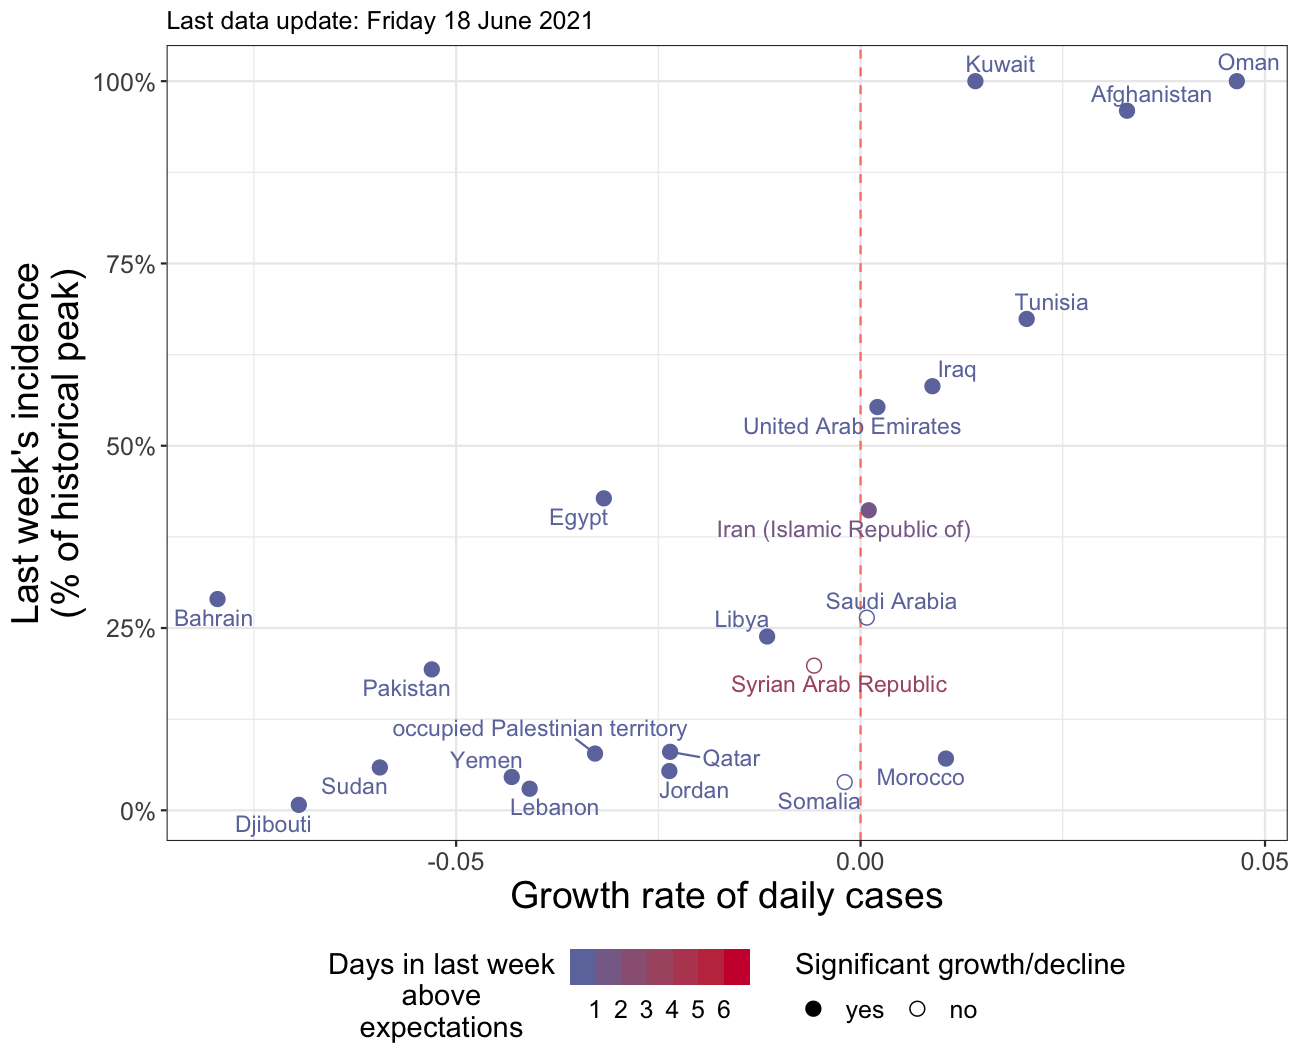 Last data update: Friday 18 June 2021
Kuwait
Oman
Afghanistan
100%
75%
Tunisia
Iraq
United Arab Emirates
50%
Egypt
Iran (Islamic Republic of)
Bahrain
Saudi Arabia
Libya
25%
Syrian Arab Republic
Pakistan
occupied Palestinian territory
Yemen
Qatar
Sudan
Jordan
Morocco
Somalia
Lebanon
0%
Djibouti
Last week's incidence
(% of historical peak)
-0.05
0.00
0.05
Growth rate of daily cases
Days in last week
above
expectations
1 2 3 4 5 6
Significant growth/decline
yes
no